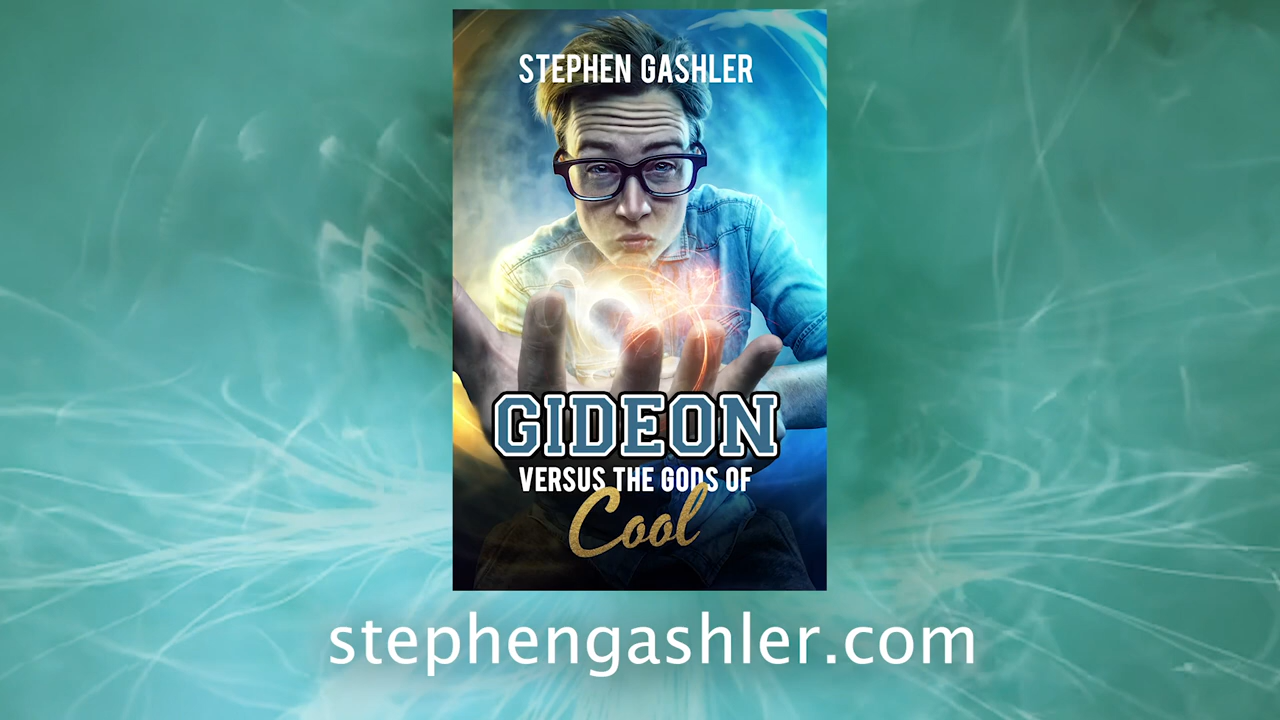 STEPHEN GASHLER
GIDEON
VERSUS THE GODS OF
Cool
stephengashler.com